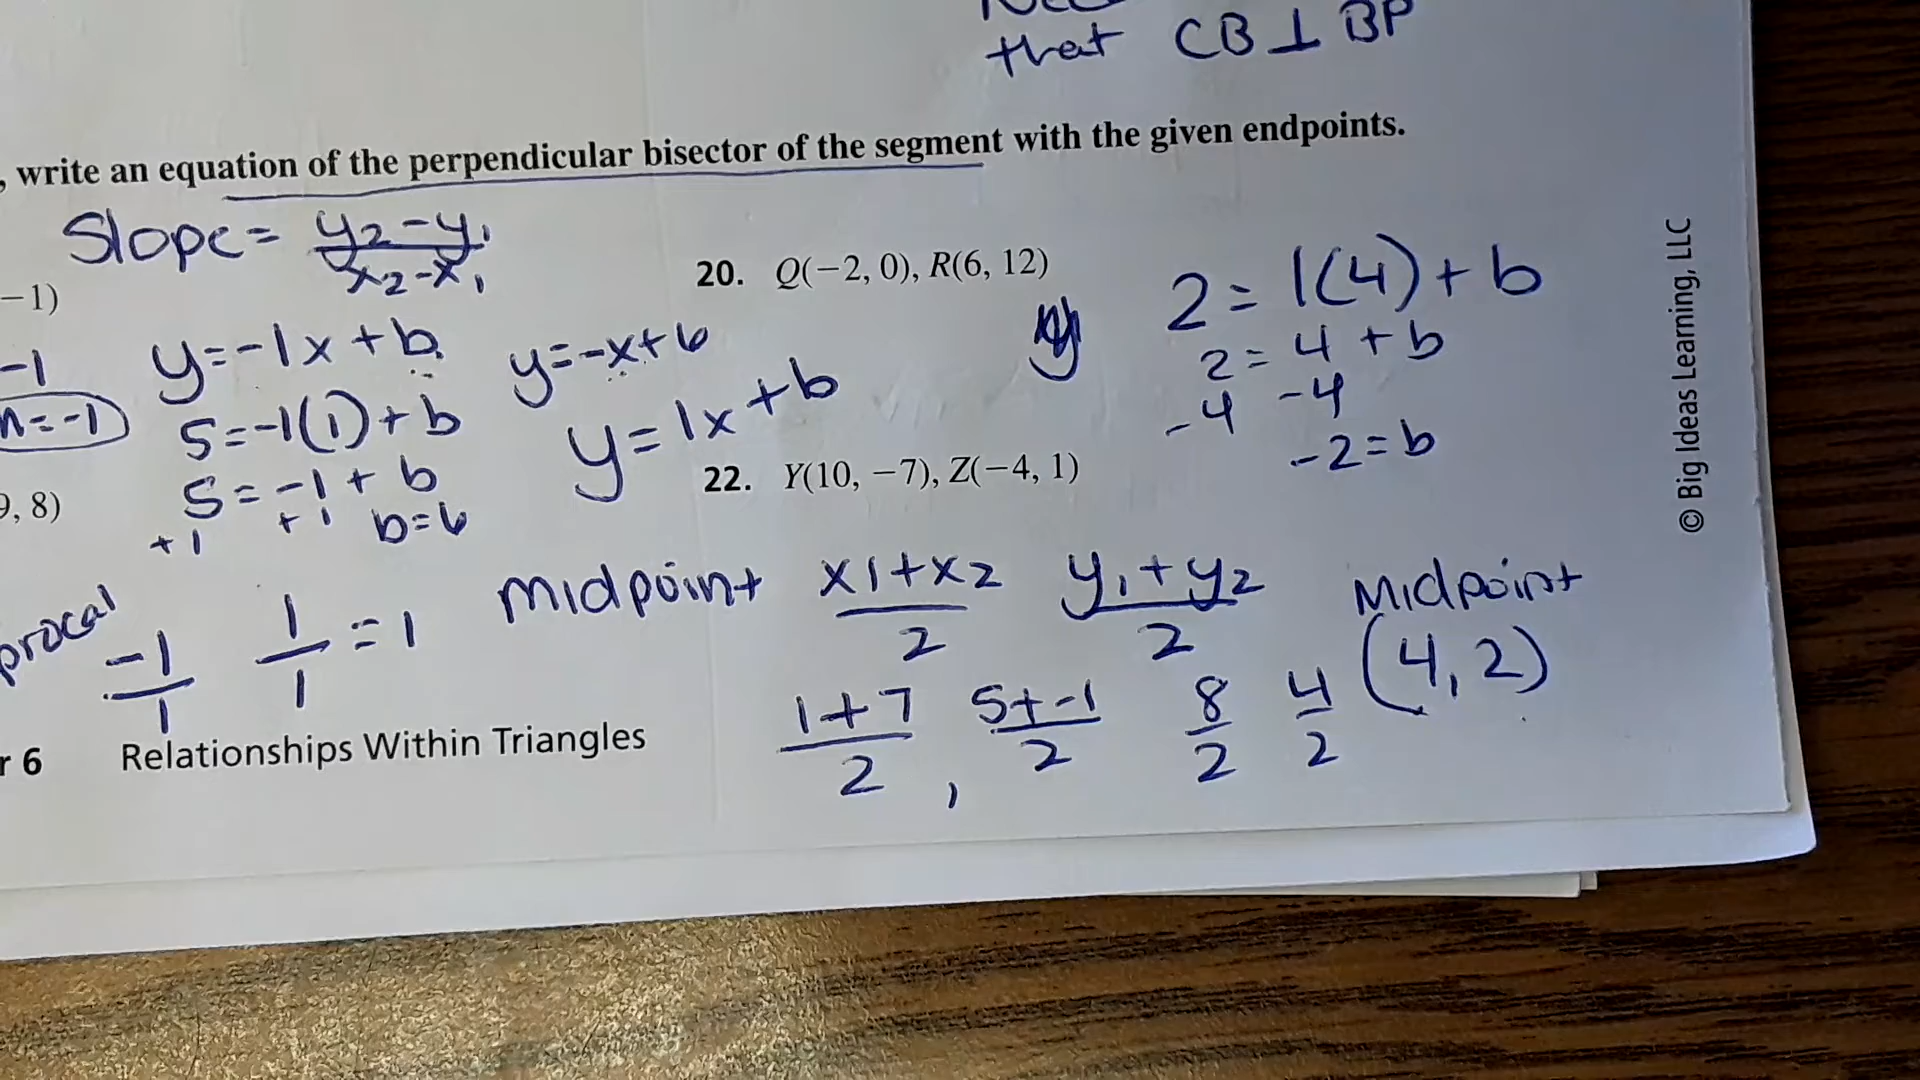 that CB ⊥ BP
, write an equation of the perpendicular bisector of the segment with the given endpoints.
Slope = y₂-y₁
x₂-x₁
20. Q(−2, 0), R(6, 12)
−1)
2 = 1(4) + b
2 = 4 + b
-4 -4
-2 = b
y = -1x + b
y = -x + 6
-1
m = -1
5 = -1(1) + b
y = 1x + b
5 = -1 + b
+1 +1 b = 6
22. Y(10, −7), Z(−4, 1)
9, 8)
procal
-1/1
1/1 = 1
midpoint x1+x2/2 y₁+y₂/2
Midpoint
(4, 2)
1+7/2 , 5+-1/2 8/2 4/2
r 6 Relationships Within Triangles
© Big Ideas Learning, LLC